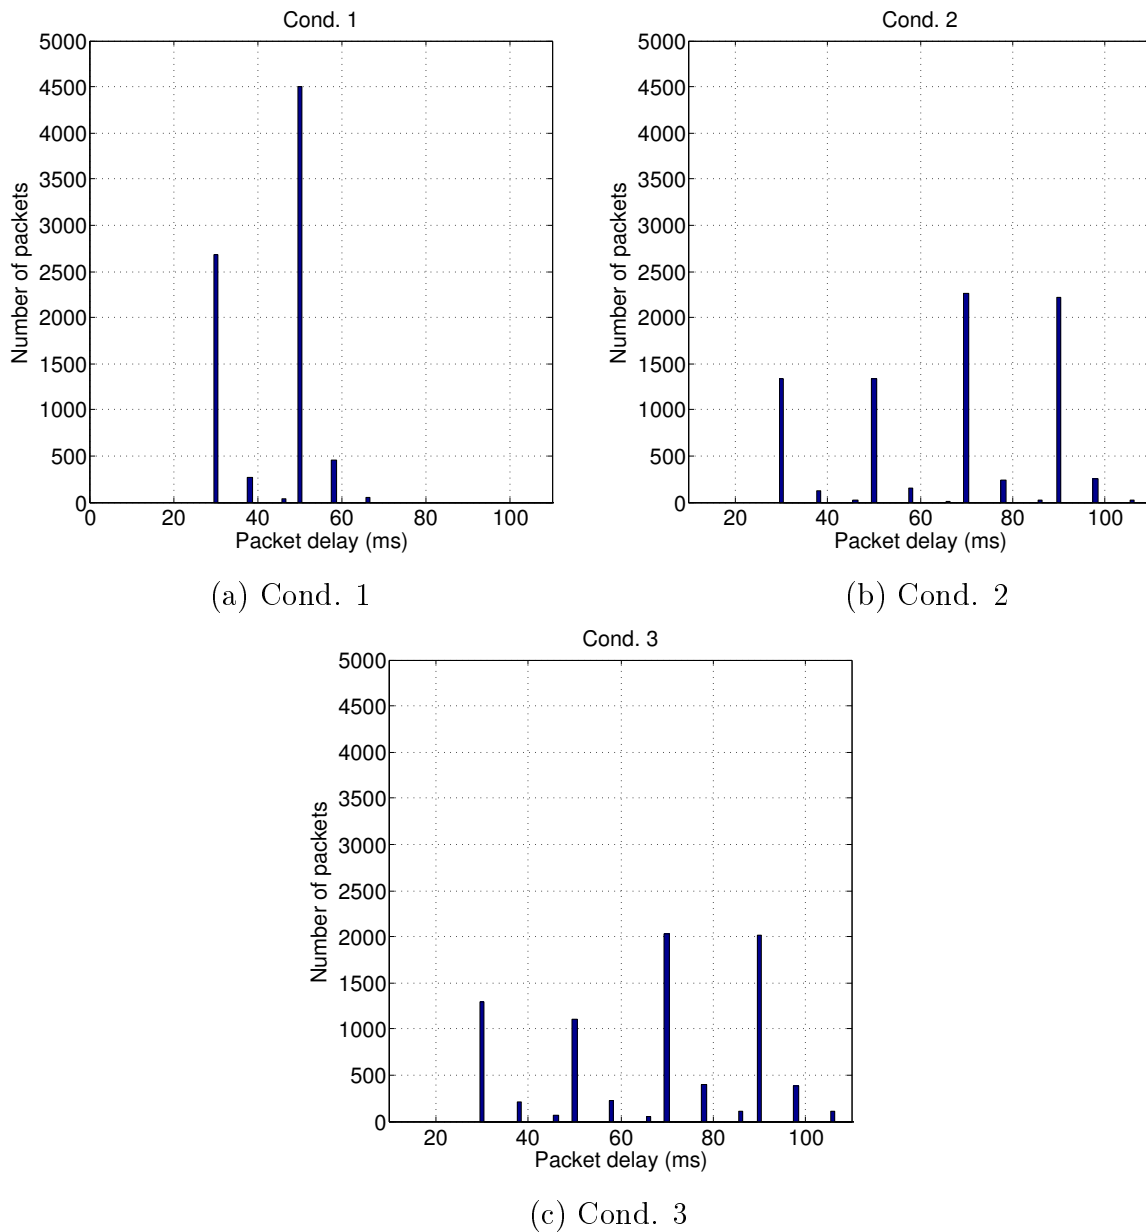 Cond. 1
5000
4500
4000
3500
3000
2500
2000
1500
1000
500
0
Number of packets
0 20 40 60 80 100
Packet delay (ms)
(a) Cond. 1
Cond. 2
5000
4500
4000
3500
3000
2500
2000
1500
1000
500
0
Number of packets
20 40 60 80 100
Packet delay (ms)
(b) Cond. 2
Cond. 3
5000
4500
4000
3500
3000
2500
2000
1500
1000
500
0
Number of packets
20 40 60 80 100
Packet delay (ms)
(c) Cond. 3